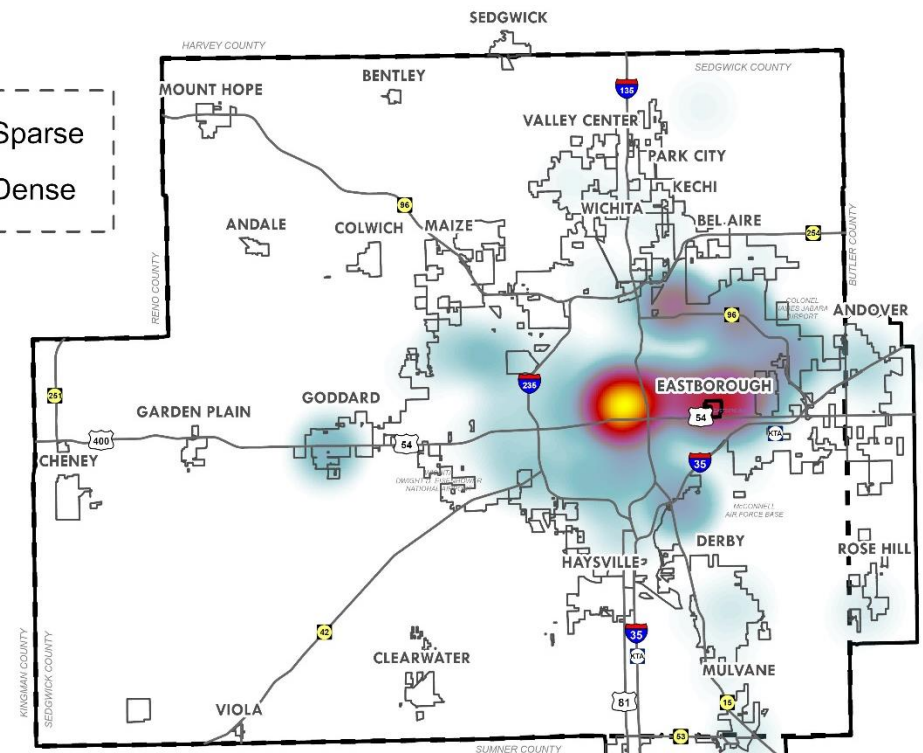 SEDGWICK
HARVEY COUNTY
SEDGWICK COUNTY
BENTLEY
MOUNT HOPE
135
Sparse
Dense
VALLEY CENTER
PARK CITY
KECHI
WICHITA
BEL AIRE
96
ANDALE
COLWICH
MAIZE
254
BUTLER COUNTY
RENO COUNTY
COLONEL
JAMES JABARA
AIRPORT
96
ANDOVER
235
EASTBOROUGH
251
GODDARD
GARDEN PLAIN
54
400
54
KTA
CHENEY
35
DWIGHT D. EISENHOWER
NATIONAL
McCONNELL
AIR FORCE BASE
DERBY
ROSE HILL
HAYSVILLE
42
35
KTA
KINGMAN COUNTY
SEDGWICK COUNTY
CLEARWATER
MULVANE
VIOLA
81
15
53
SUMNER COUNTY